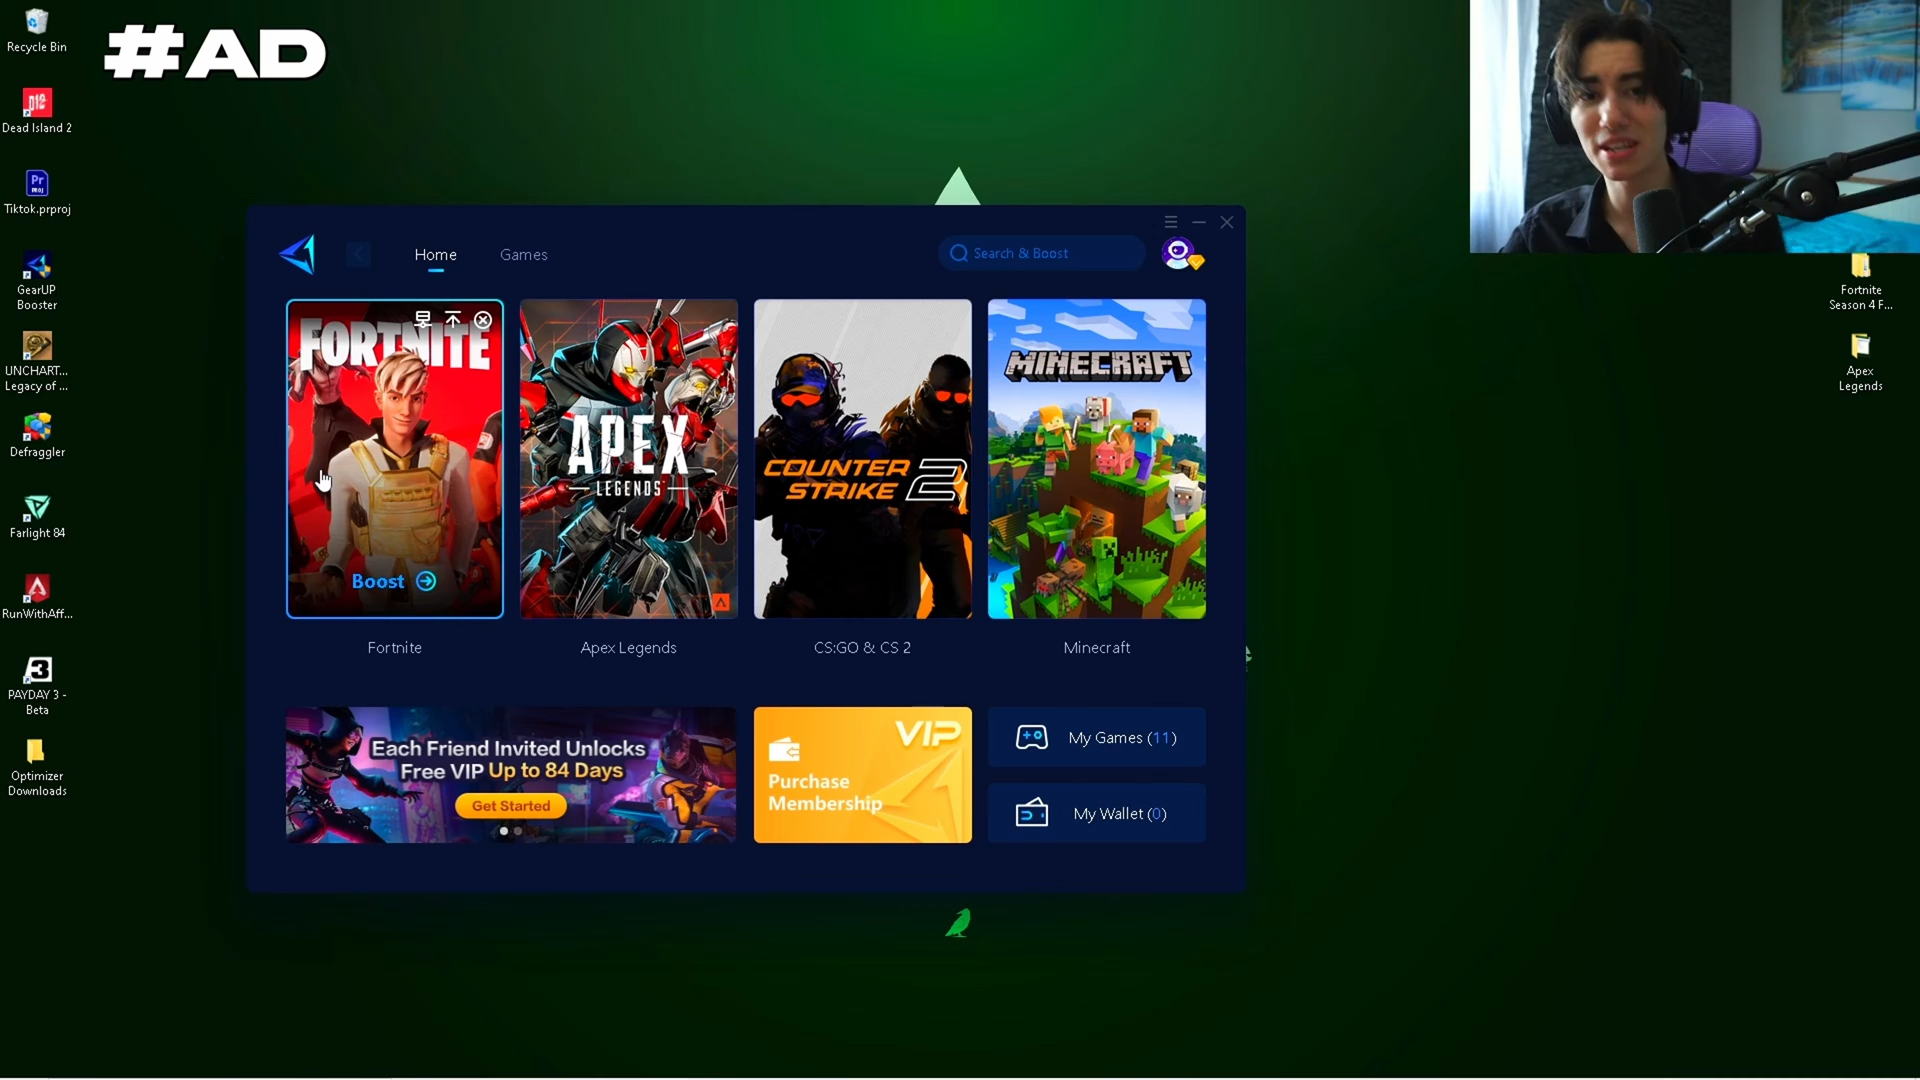 #AD
Recycle Bin
Dead Island 2
Pr
PROJ
Tiktok.prproj
GearUP
Booster
UNCHART...
Legacy of ...
Defraggler
Farlight 84
RunWithAff...
3
PAYDAY 3 -
Beta
Optimizer
Downloads
Home
Games
Search & Boost
FORTNITE
Boost
APEX
LEGENDS
COUNTER
STRIKE 2
MINECRAFT
Fortnite
Apex Legends
CS:GO & CS 2
Minecraft
Each Friend Invited Unlocks
Free VIP Up to 84 Days
Get Started
VIP
Purchase
Membership
My Games (11)
My Wallet (0)
Fortnite
Season 4 F...
Apex
Legends